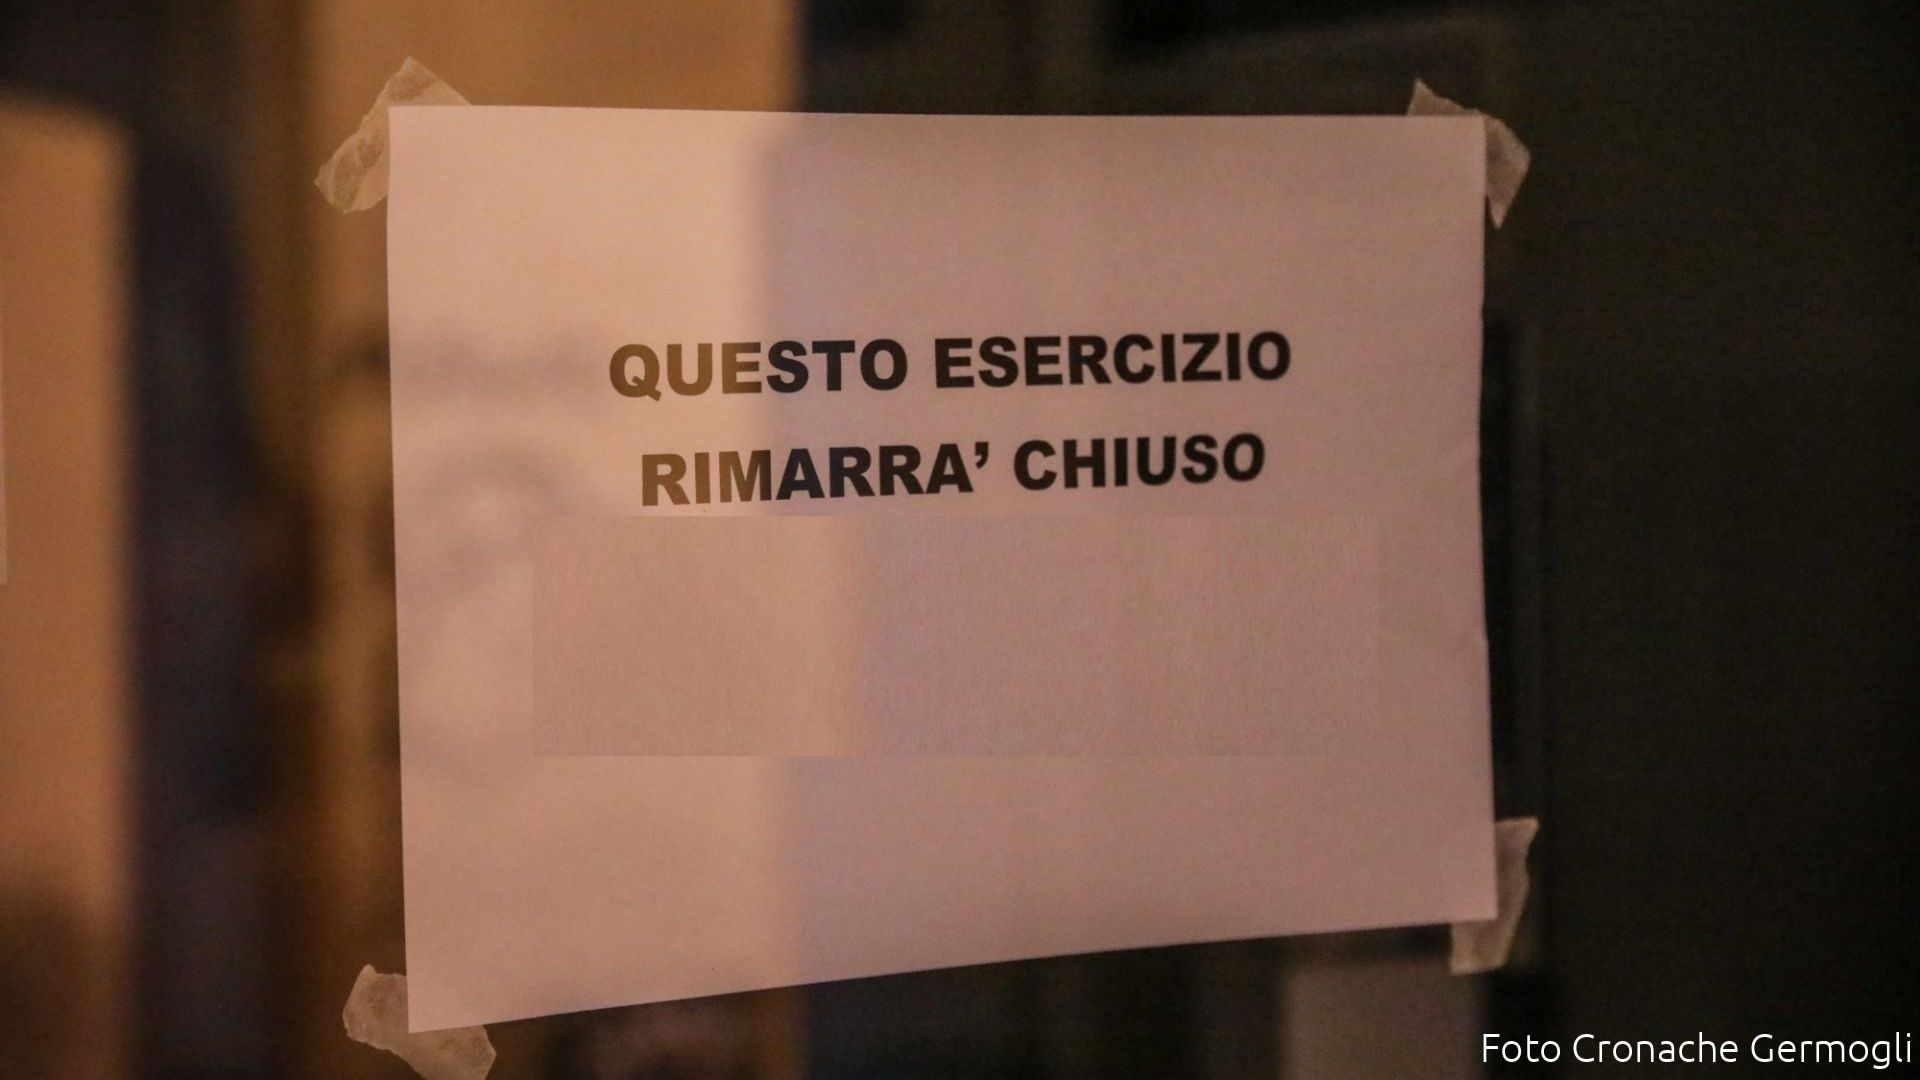 QUESTO ESERCIZIO
RIMARRA’ CHIUSO
Foto Cronache Germogli